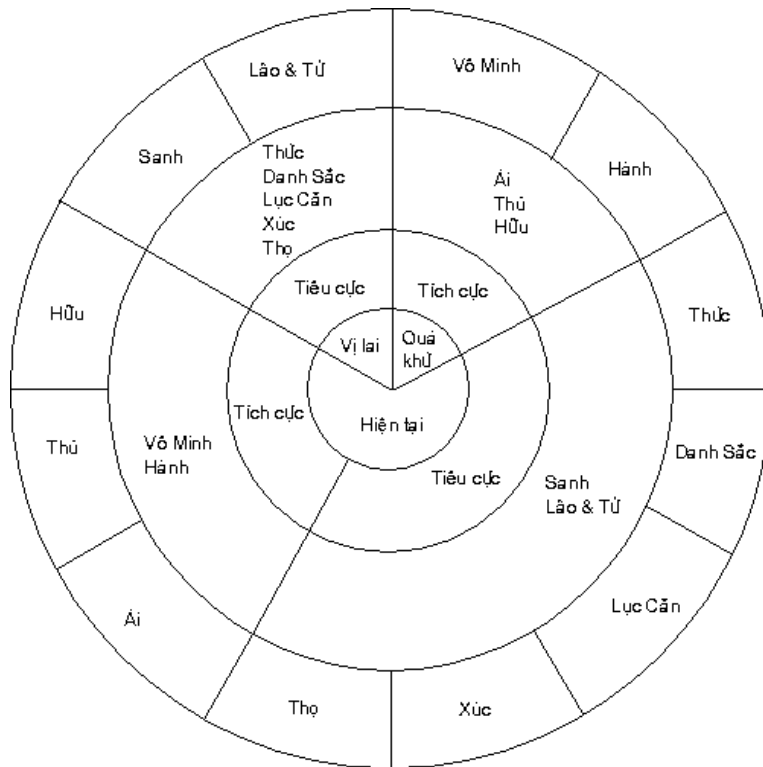 Lão & Tử
Vô Minh
Sanh
Hành
Thức
Danh Sắc
Lục Căn
Xúc
Thọ
Ái
Thủ
Hữu
Tiêu cực
Tích cực
Hữu
Thức
Vị lai
Quá
khứ
Tích cực
Hiện tại
Thủ
Vô Minh
Hành
Danh Sắc
Tiêu cực
Sanh
Lão & Tử
Ái
Lục Căn
Thọ
Xúc